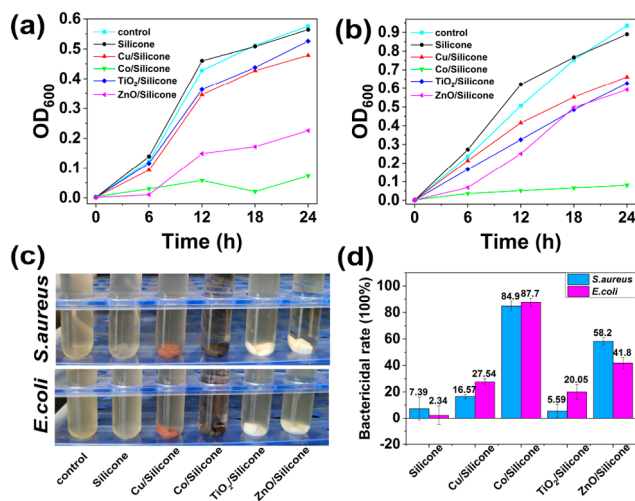 (a)
OD600
0.6
0.5
0.4
0.3
0.2
0.1
0.0
control
Silicone
Cu/Silicone
Co/Silicone
TiO2/Silicone
ZnO/Silicone
0 6 12 18 24
Time (h)
(b)
OD600
1.0
0.9
0.8
0.7
0.6
0.5
0.4
0.3
0.2
0.1
0.0
control
Silicone
Cu/Silicone
Co/Silicone
TiO2/Silicone
ZnO/Silicone
0 6 12 18 24
Time (h)
(c)
S.aureus
E.coli
control
Silicone
Cu/Silicone
Co/Silicone
TiO2/Silicone
ZnO/Silicone
(d)
Bactericidal rate (100%)
100
80
60
40
20
0
-20
S.aureus
E.coli
7.39 2.34
16.57 27.54
84.9 87.7
5.59 20.05
58.2 41.8
Silicone
Cu/Silicone
Co/Silicone
TiO2/Silicone
ZnO/Silicone